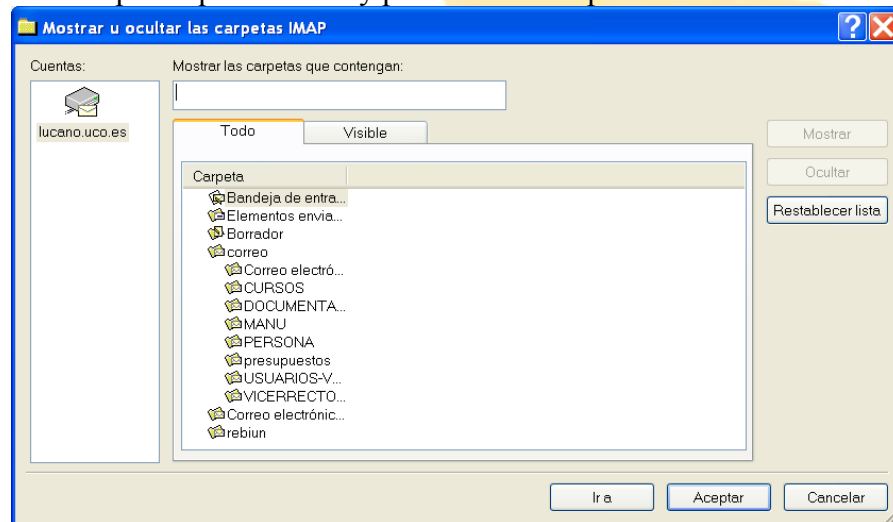 Mostrar u ocultar las carpetas IMAP
Cuentas:
Mostrar las carpetas que contengan:
lucano.uco.es
Todo
Visible
Mostrar
Ocultar
Restablecer lista
Carpeta
Bandeja de entra...
Elementos envia...
Borrador
correo
Correo electró...
CURSOS
DOCUMENTA...
MANU
PERSONA
presupuestos
USUARIOS-V...
VICERRECTO...
Correo electrónic...
rebiun
Ir a
Aceptar
Cancelar